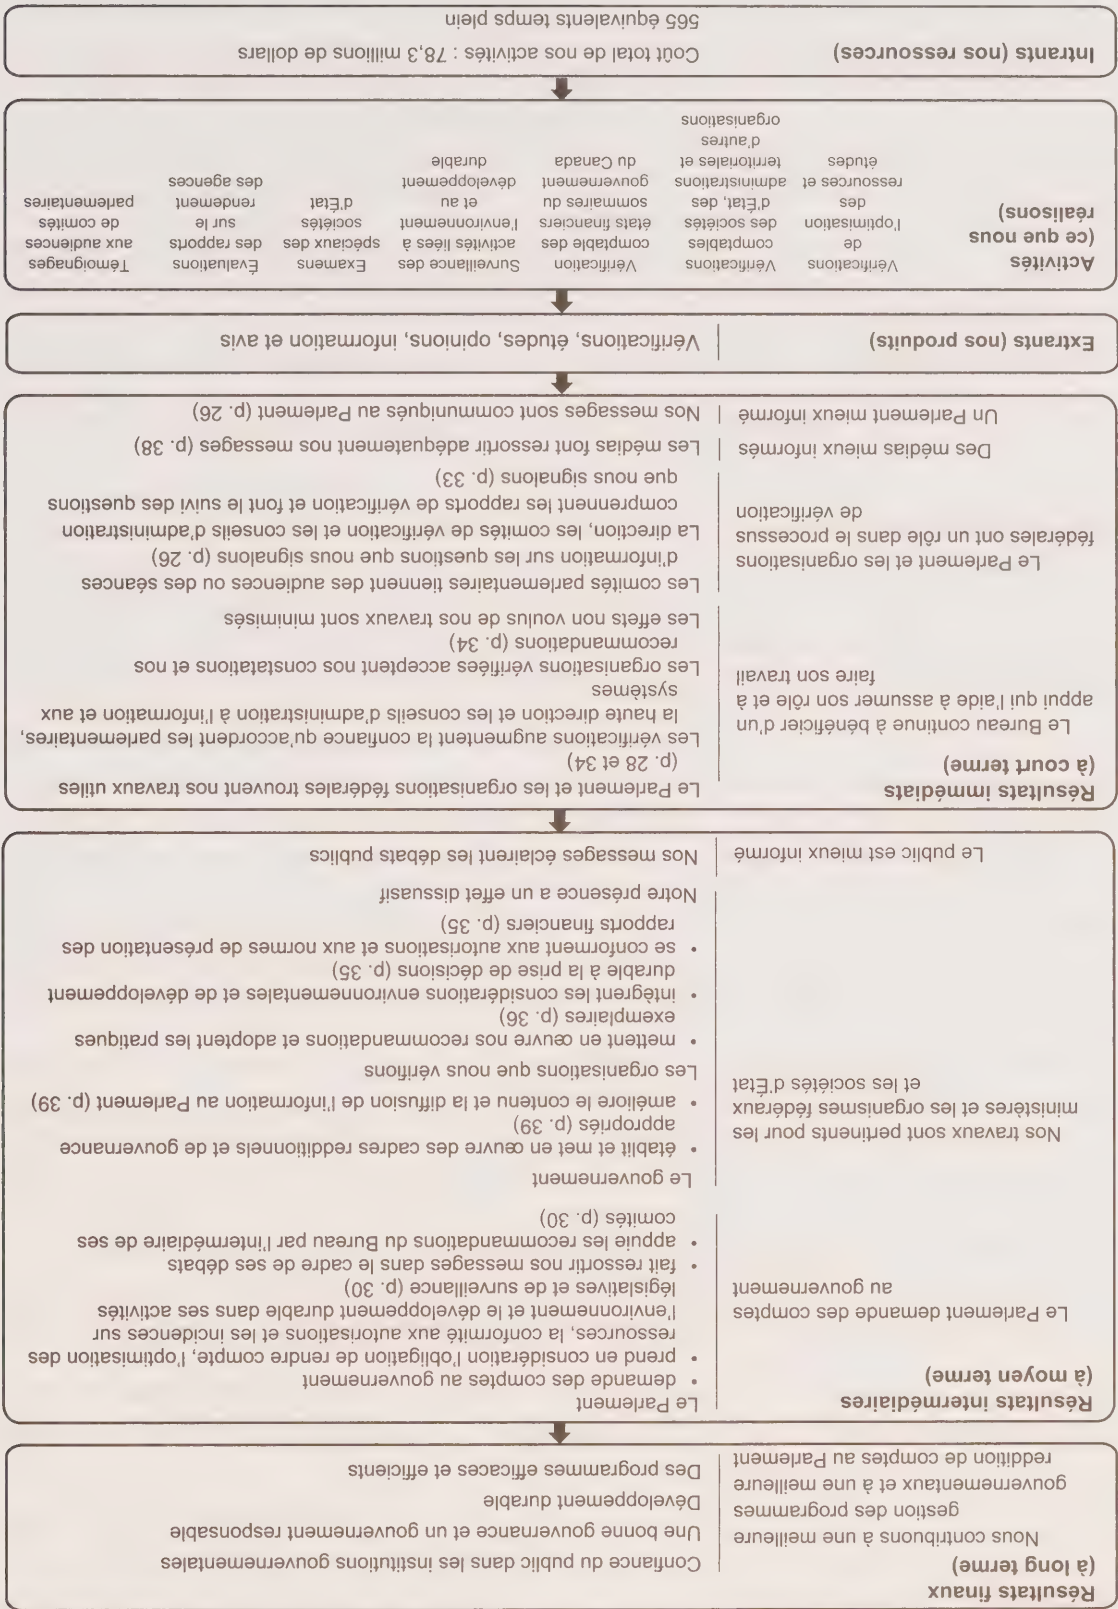 Résultats finaux
(à long terme)
Nous contribuons à une meilleure
gestion des programmes
gouvernementaux et à une meilleure
reddition de comptes au Parlement
Confiance du public dans les institutions gouvernementales
Une bonne gouvernance et un gouvernement responsable
Développement durable
Des programmes efficaces et efficients
Résultats intermédiaires
(à moyen terme)
Le Parlement demande des comptes
au gouvernement
Le Parlement
• demande des comptes au gouvernement
• prend en considération l'obligation de rendre compte, l'optimisation des
ressources, la conformité aux autorisations et les incidences sur
l'environnement et le développement durable dans ses activités
législatives et de surveillance (p. 30)
• fait ressortir nos messages dans le cadre de ses débats
• appuie les recommandations du Bureau par l'intermédiaire de ses
comités (p. 30)
Nos travaux sont pertinents pour les
ministères et les organismes fédéraux
et les sociétés d'État
Le gouvernement
• établit et met en œuvre des cadres redditionnels et de gouvernance
appropriés (p. 39)
• améliore le contenu et la diffusion de l'information au Parlement (p. 39)
Les organisations que nous vérifions
• mettent en œuvre nos recommandations et adoptent les pratiques
exemplaires (p. 36)
• intègrent les considérations environnementales et de développement
durable à la prise de décisions (p. 35)
• se conforment aux autorisations et aux normes de présentation des
rapports financiers (p. 35)
Notre présence a un effet dissuasif
Le public est mieux informé
Nos messages éclairent les débats publics
Résultats immédiats
(à court terme)
Le Bureau continue à bénéficier d'un
appui qui l'aide à assumer son rôle et à
faire son travail
Le Parlement et les organisations fédérales trouvent nos travaux utiles
(p. 28 et 34)
Les vérifications augmentent la confiance qu'accordent les parlementaires,
la haute direction et les conseils d'administration à l'information et aux
systèmes
Les organisations vérifiées acceptent nos constatations et nos
recommandations (p. 34)
Les effets non voulus de nos travaux sont minimisés
Le Parlement et les organisations
fédérales ont un rôle dans le processus
de vérification
Les comités parlementaires tiennent des audiences ou des séances
d'information sur les questions que nous signalons (p. 26)
La direction, les comités de vérification et les conseils d'administration
comprennent les rapports de vérification et font le suivi des questions
que nous signalons (p. 33)
Des médias mieux informés
Les médias font ressortir adéquatement nos messages (p. 38)
Un Parlement mieux informé
Nos messages sont communiqués au Parlement (p. 26)
Extrants (nos produits)
Vérifications, études, opinions, information et avis
Activités
(ce que nous
réalisons)
Vérifications
de
l'optimisation
des
ressources et
études
Vérifications
comptables
des sociétés
d'État, des
administrations
territoriales et
d'autres
organisations
Vérification
comptable des
états financiers
sommaires du
gouvernement
du Canada
Surveillance des
activités liées à
l'environnement
et au
développement
durable
Examens
spéciaux des
sociétés
d'État
Évaluations
des rapports
sur le
rendement
des agences
Témoignages
aux audiences
de comités
parlementaires
Intrants (nos ressources)
Coût total de nos activités : 78,3 millions de dollars
565 équivalents temps plein